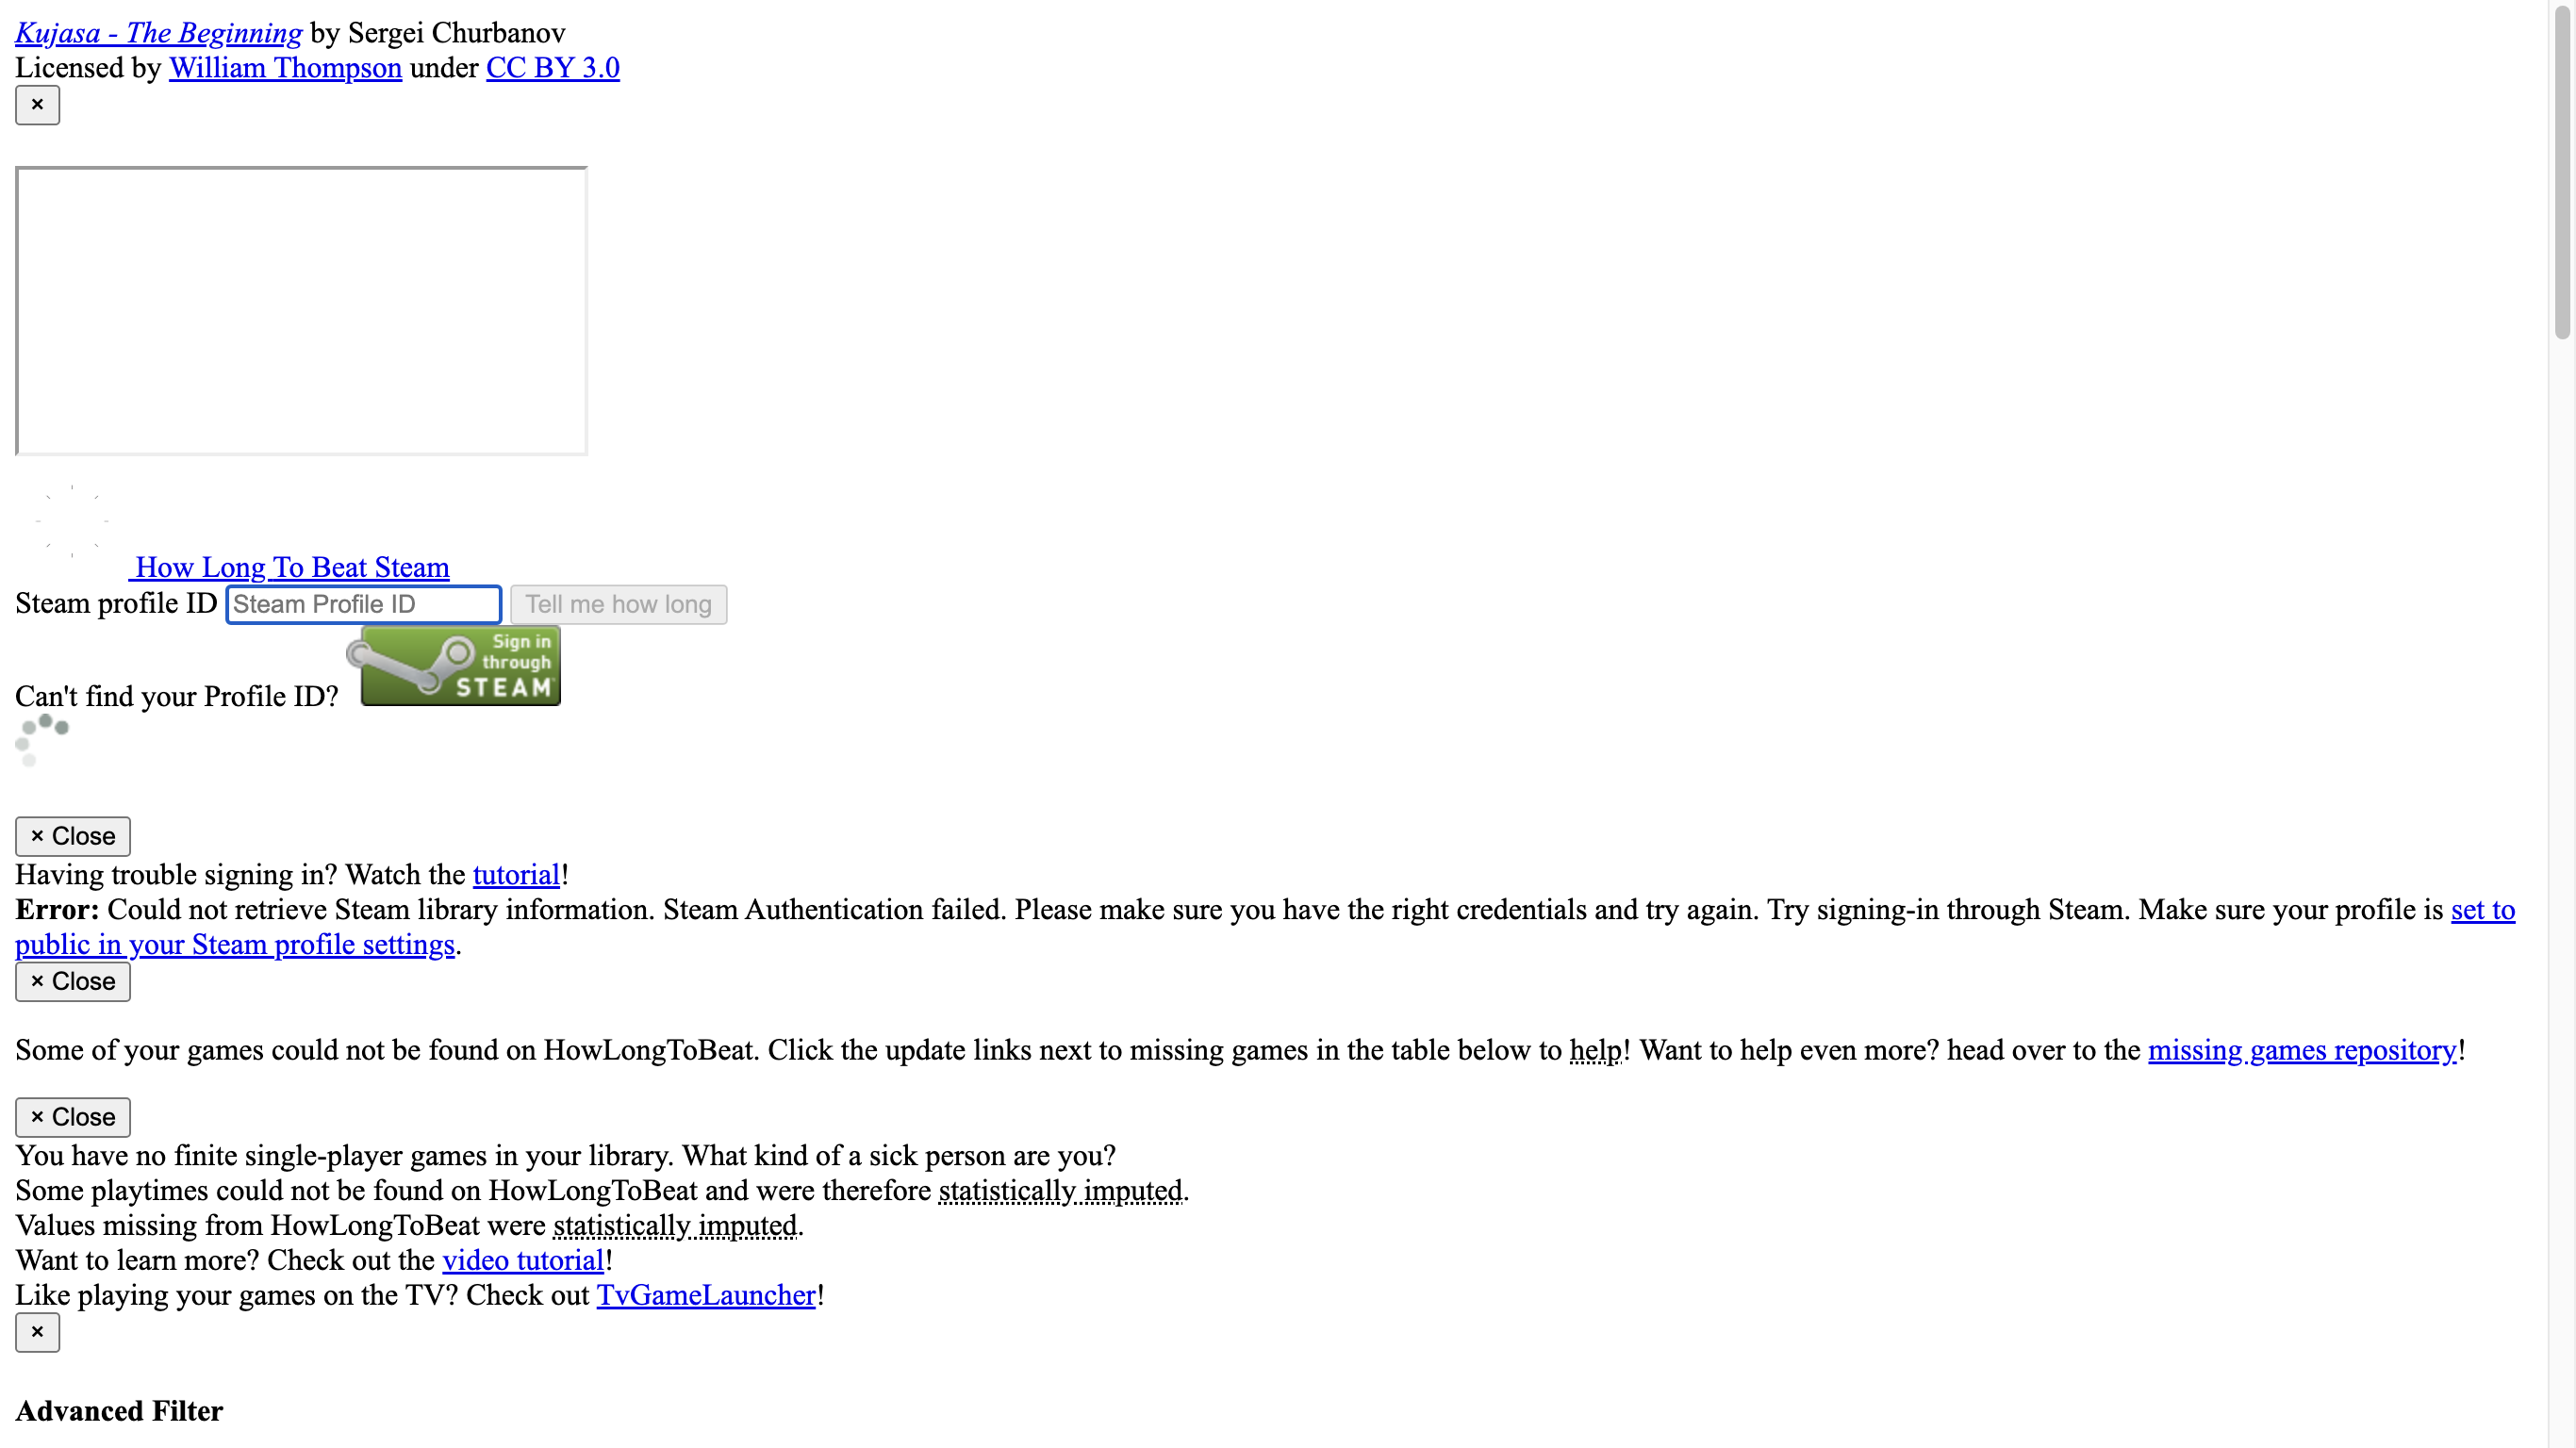 Kujasa - The Beginning by Sergei Churbanov
Licensed by William Thompson under CC BY 3.0
×
How Long To Beat Steam
Steam profile ID Steam Profile ID Tell me how long
Can't find your Profile ID? Sign in through STEAM
× Close
Having trouble signing in? Watch the tutorial!
Error: Could not retrieve Steam library information. Steam Authentication failed. Please make sure you have the right credentials and try again. Try signing-in through Steam. Make sure your profile is set to
public in your Steam profile settings.
× Close
Some of your games could not be found on HowLongToBeat. Click the update links next to missing games in the table below to help! Want to help even more? head over to the missing games repository!
× Close
You have no finite single-player games in your library. What kind of a sick person are you?
Some playtimes could not be found on HowLongToBeat and were therefore statistically imputed.
Values missing from HowLongToBeat were statistically imputed.
Want to learn more? Check out the video tutorial!
Like playing your games on the TV? Check out TvGameLauncher!
×
Advanced Filter